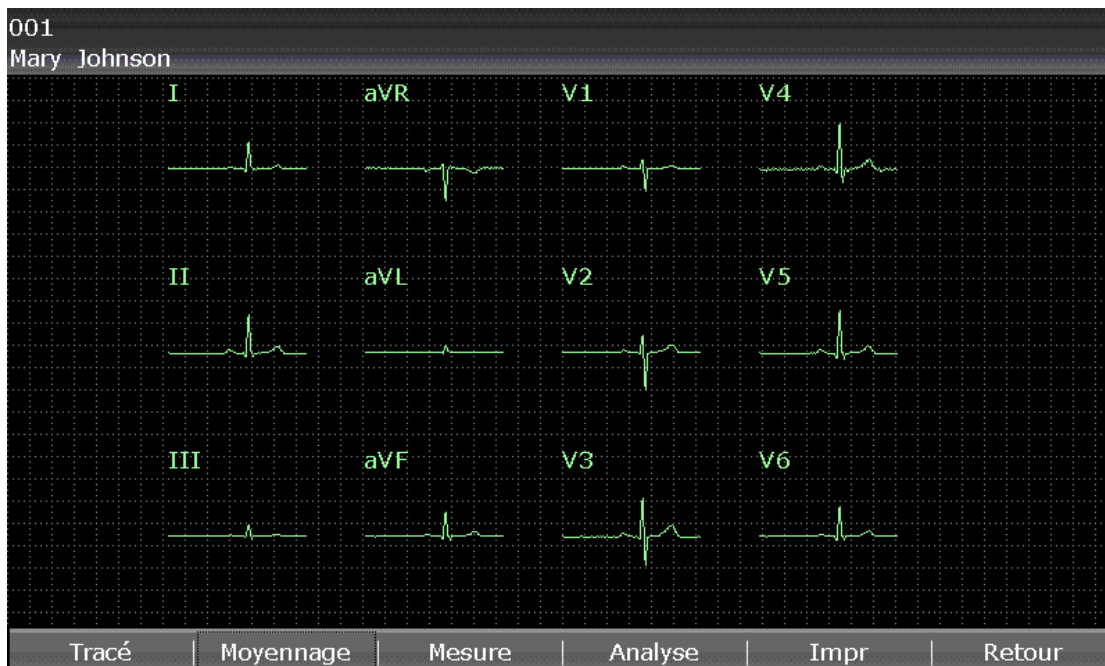 001
Mary Johnson
I aVR V1 V4
II aVL V2 V5
III aVF V3 V6
Tracé Moyennage Mesure Analyse Impr Retour